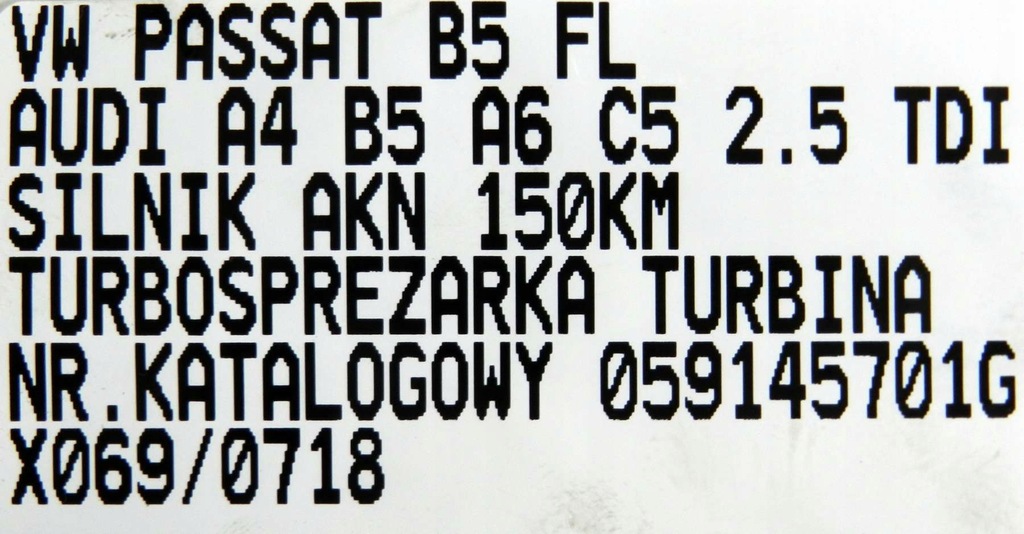 VW PASSAT B5 FL
AUDI A4 B5 A6 C5 2.5 TDI
SILNIK AKN 150KM
TURBOSPREZARKA TURBINA
NR.KATALOGOWY 059145701G
X069/0718